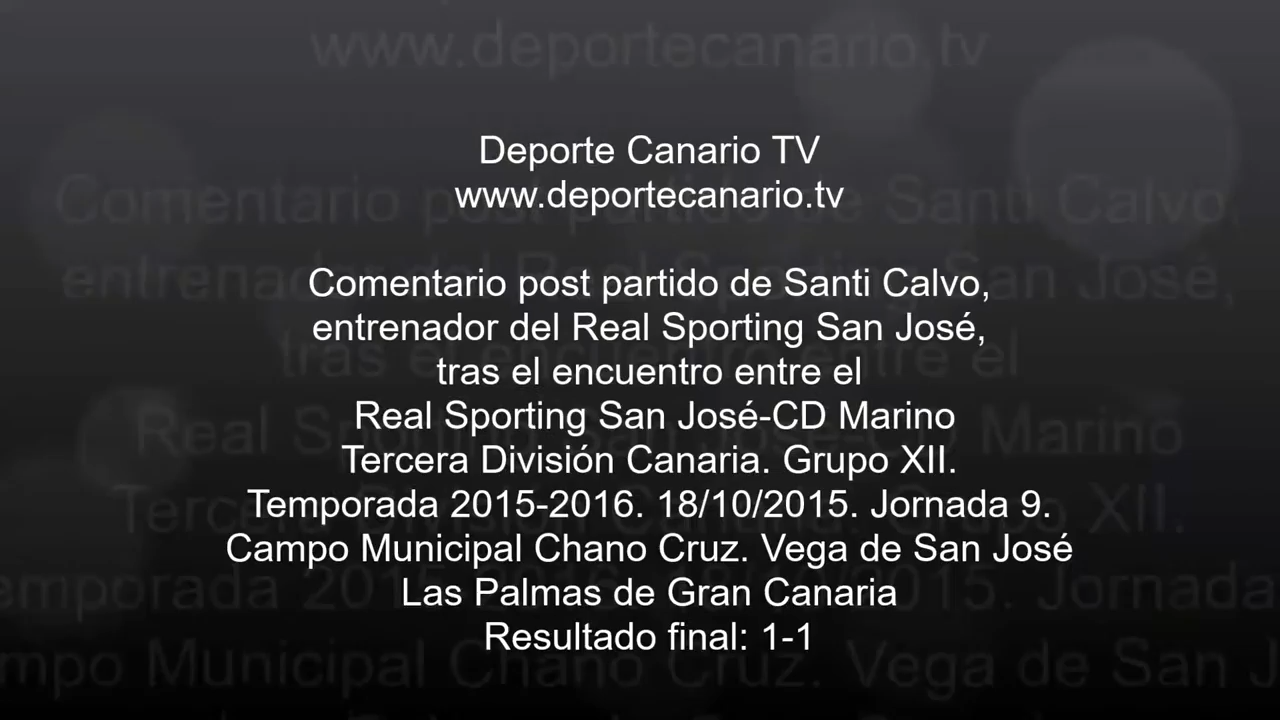 Deporte Canario TV
www.deportecanario.tv
Comentario post partido de Santi Calvo,
entrenador del Real Sporting San José,
tras el encuentro entre el
Real Sporting San José-CD Marino
Tercera División Canaria. Grupo XII.
Temporada 2015-2016. 18/10/2015. Jornada 9.
Campo Municipal Chano Cruz. Vega de San José
Las Palmas de Gran Canaria
Resultado final: 1-1